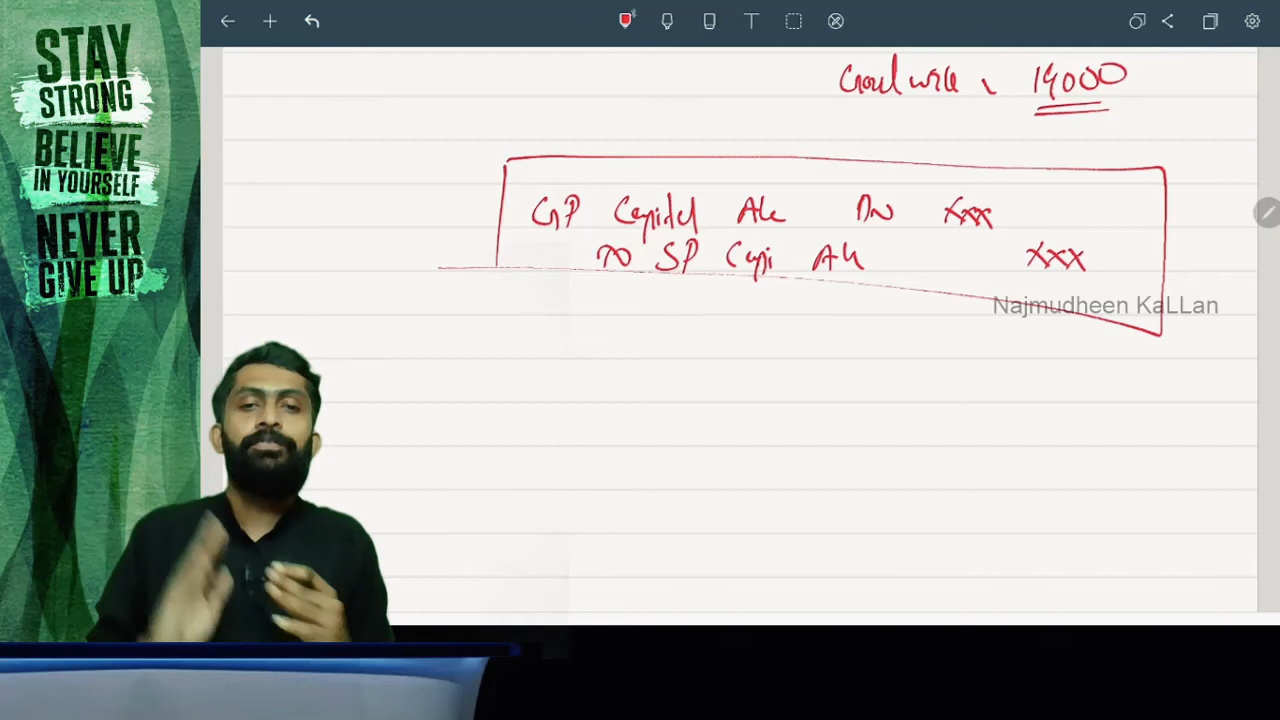 STAY
STRONG
BELIEVE
IN YOURSELF
NEVER
GIVE UP
Goodwill 14000
GP Capital A/c Dr xxx
To SP Capi A/c xxx
Najmudheen KaLLan